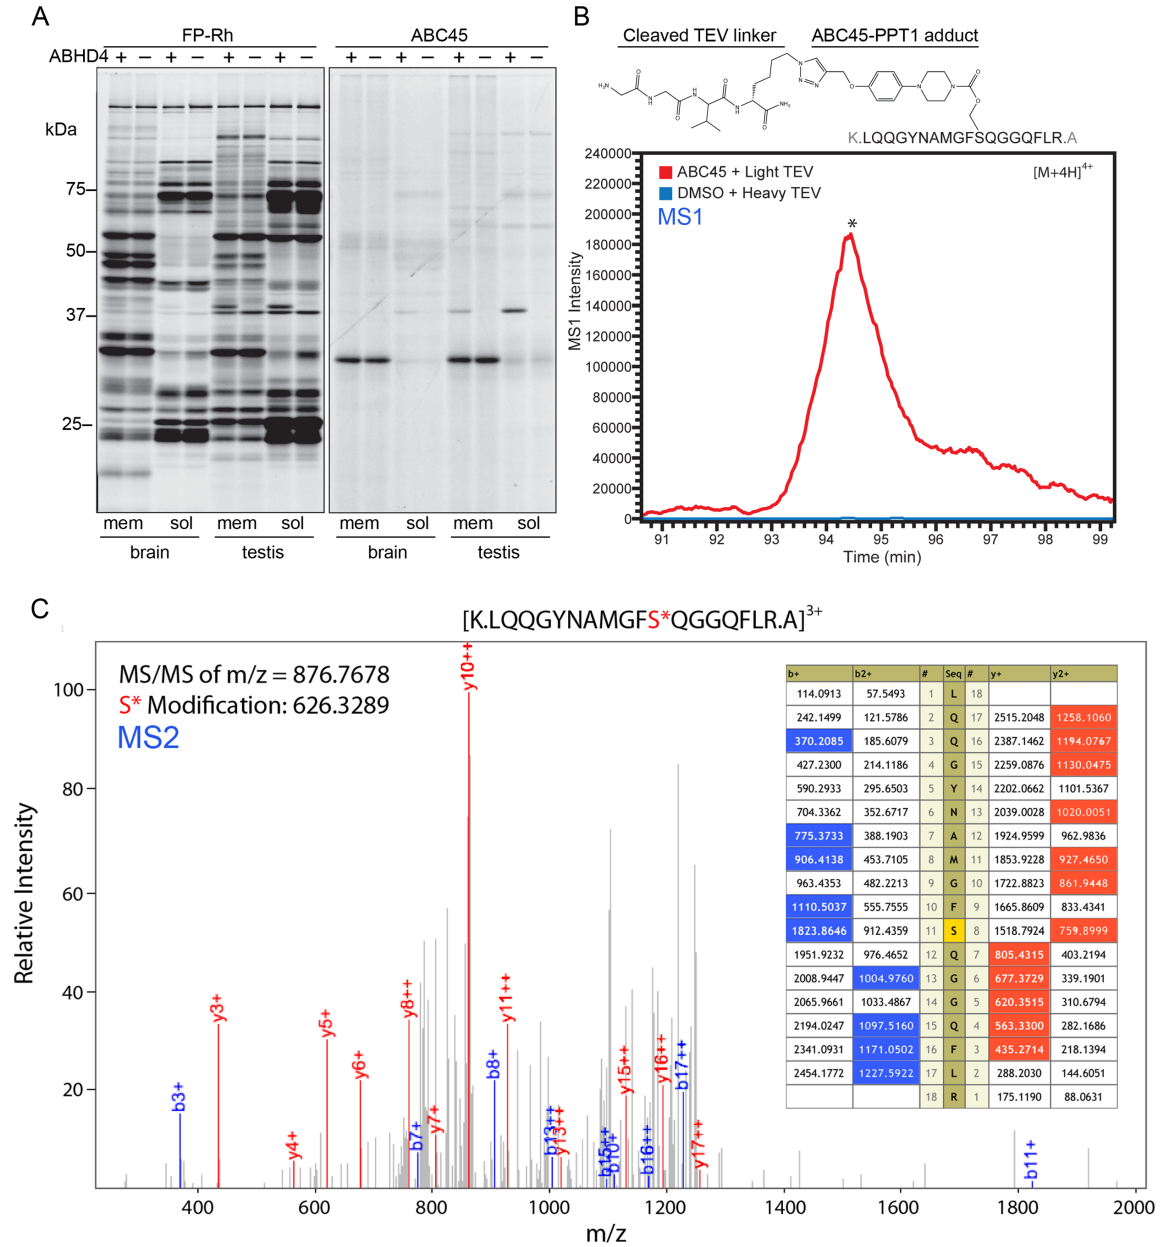 A
FP-Rh
ABC45
ABHD4 + – + – + – + – + – + – + – + –
kDa
75
50
37
25
mem sol mem sol mem sol mem sol
brain testis brain testis
B
Cleaved TEV linker ABC45-PPT1 adduct
K.LQQGYNAMGFSQGGQFLR.A
ABC45 + Light TEV
DMSO + Heavy TEV
MS1
[M+4H]4+
*
MS1 Intensity
240000
220000
200000
180000
160000
140000
120000
100000
80000
60000
40000
20000
0
91 92 93 94 95 96 97 98 99
Time (min)
C
[K.LQQGYNAMGFS*QGGQFLR.A]3+
MS/MS of m/z = 876.7678
S* Modification: 626.3289
MS2
Relative Intensity
100
80
60
40
20
400 600 800 1000 1200 1400 1600 1800 2000
m/z
b3+
y3+
y4+
y5+
y6+
y8++
b7+
y7+
y10++
b8+
y11++
b13++
y13++
b15++
b10+
y15++
b16++
y16++
b17++
y17++
b11+
b+ b2+ # Seq # y+ y2+
114.0913 57.5493 1 L 18
242.1499 121.5786 2 Q 17 2515.2048 1258.1060
370.2085 185.6079 3 Q 16 2387.1462 1194.0767
427.2300 214.1186 4 G 15 2259.0876 1130.0475
590.2933 295.6503 5 Y 14 2202.0662 1101.5367
704.3362 352.6717 6 N 13 2039.0028 1020.0051
775.3733 388.1903 7 A 12 1924.9599 962.9836
906.4138 453.7105 8 M 11 1853.9228 927.4650
963.4353 482.2213 9 G 10 1722.8823 861.9448
1110.5037 555.7555 10 F 9 1665.8609 833.4341
1823.8646 912.4359 11 S 8 1518.7924 759.8999
1951.9232 976.4652 12 Q 7 805.4315 403.2194
2008.9447 1004.9760 13 G 6 677.3729 339.1901
2065.9661 1033.4867 14 G 5 620.3515 310.6794
2194.0247 1097.5160 15 Q 4 563.3300 282.1686
2341.0931 1171.0502 16 F 3 435.2714 218.1394
2454.1772 1227.5922 17 L 2 288.2030 144.6051
18 R 1 175.1190 88.0631